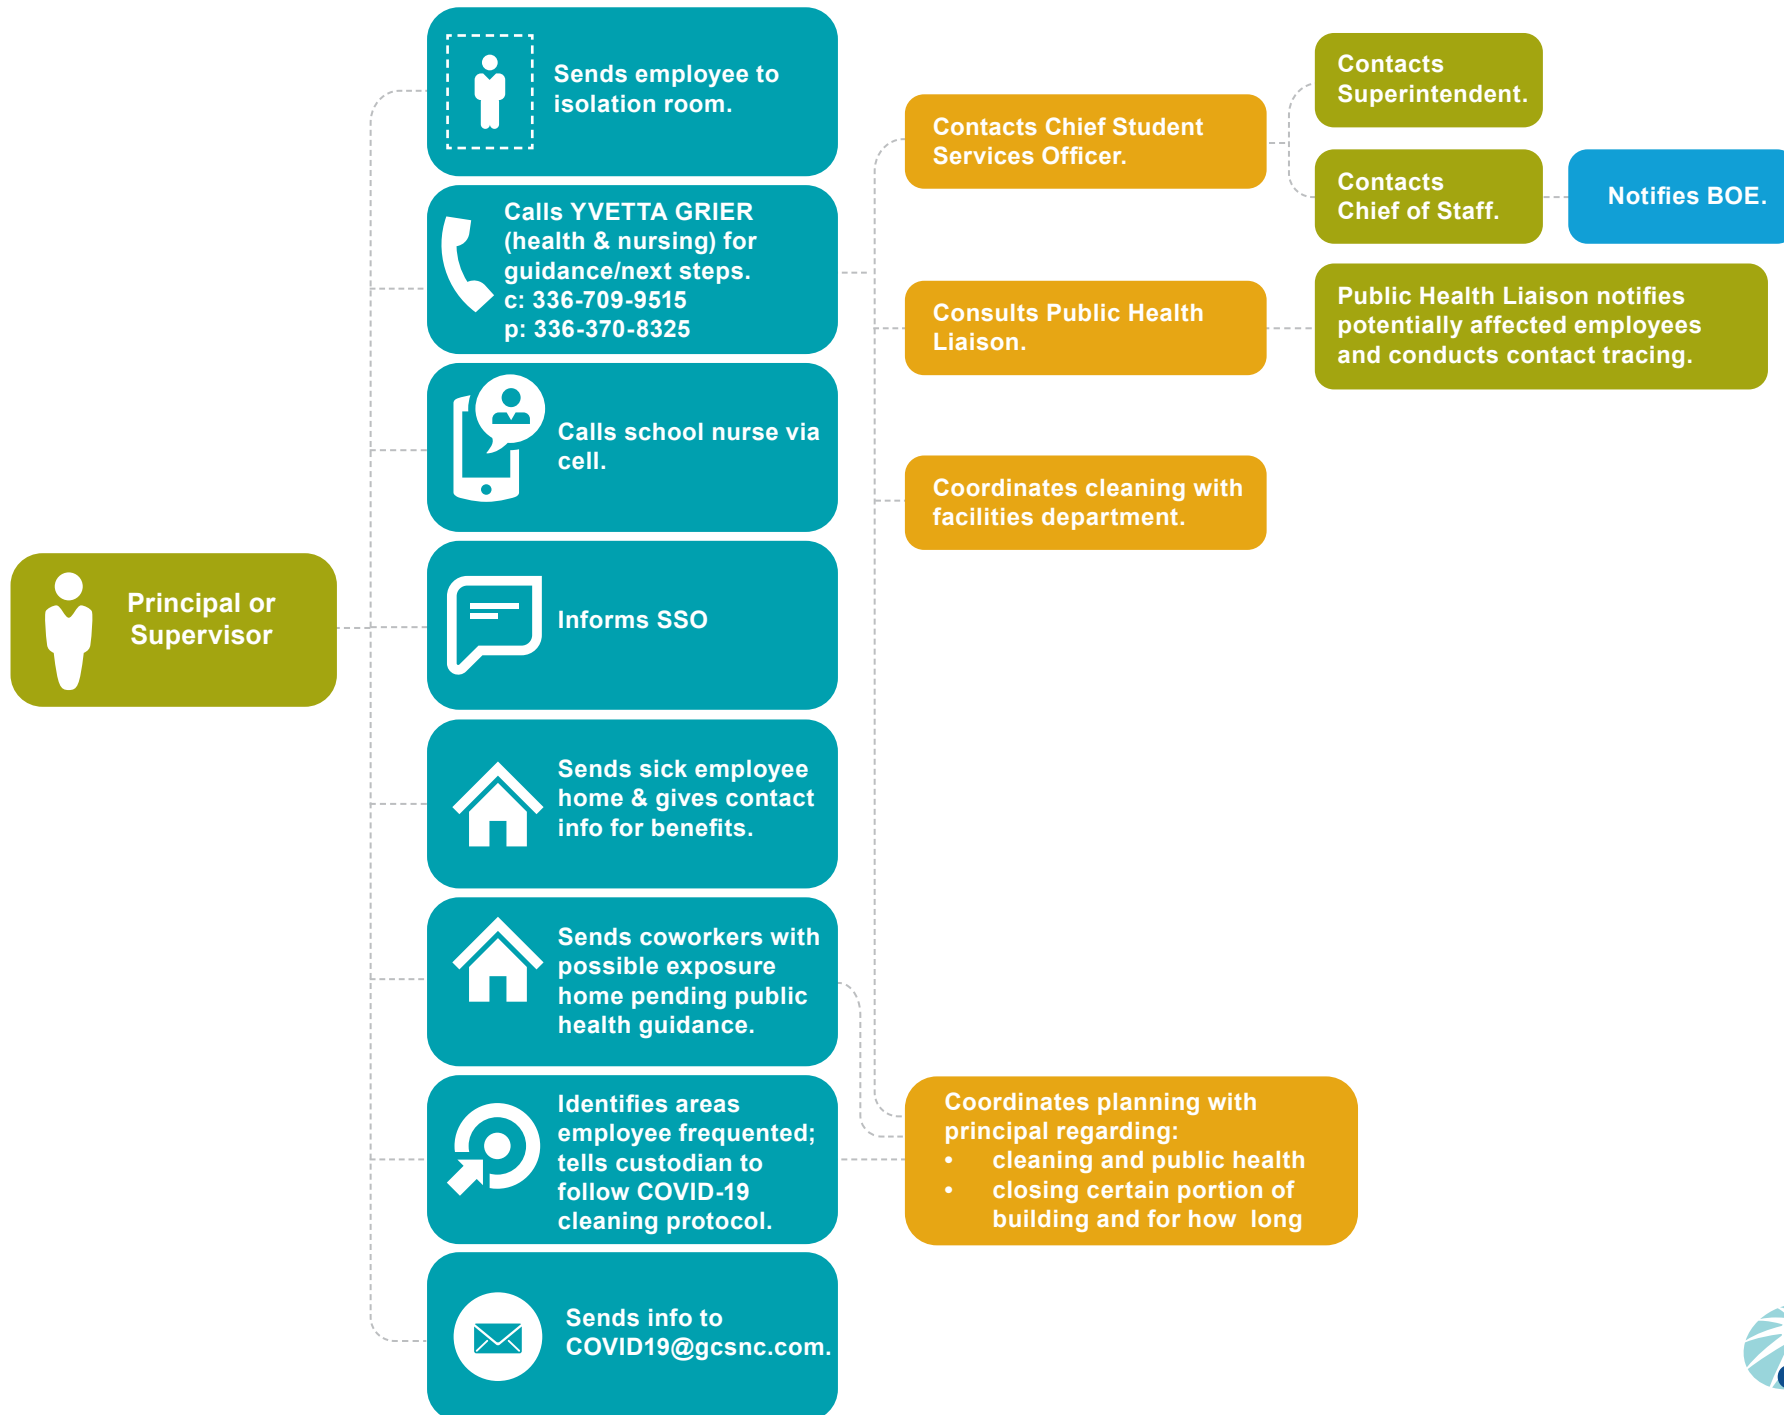 Principal or
Supervisor
Sends employee to
isolation room.
Calls YVETTA GRIER
(health & nursing) for
guidance/next steps.
c: 336-709-9515
p: 336-370-8325
Calls school nurse via
cell.
Informs SSO
Sends sick employee
home & gives contact
info for benefits.
Sends coworkers with
possible exposure
home pending public
health guidance.
Identifies areas
employee frequented;
tells custodian to
follow COVID-19
cleaning protocol.
Sends info to
COVID19@gcsnc.com.
Contacts Chief Student
Services Officer.
Consults Public Health
Liaison.
Coordinates cleaning with
facilities department.
Coordinates planning with
principal regarding:
• cleaning and public health
• closing certain portion of
building and for how long
Contacts
Superintendent.
Contacts
Chief of Staff.
Notifies BOE.
Public Health Liaison notifies
potentially affected employees
and conducts contact tracing.